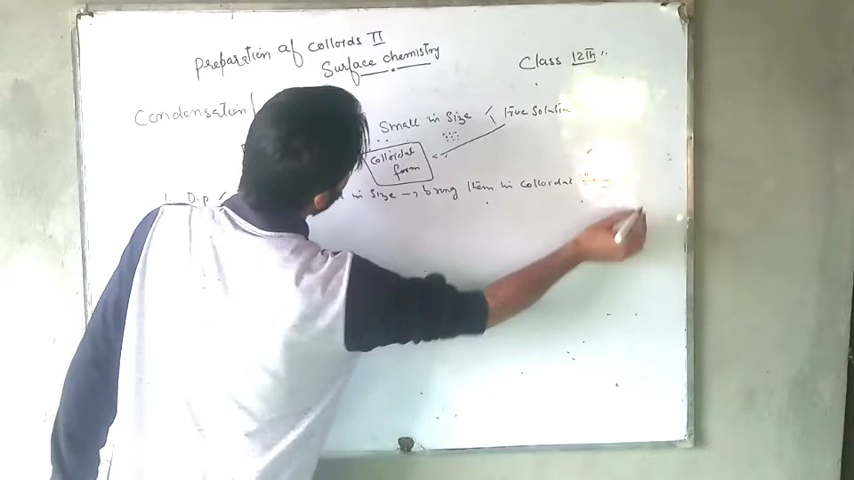 Preparation of Colloids II
Surface chemistry
Class 12th
Condensation
Small in Size
True Solution
Colloidal
form
in Size → bring them in Colloidal